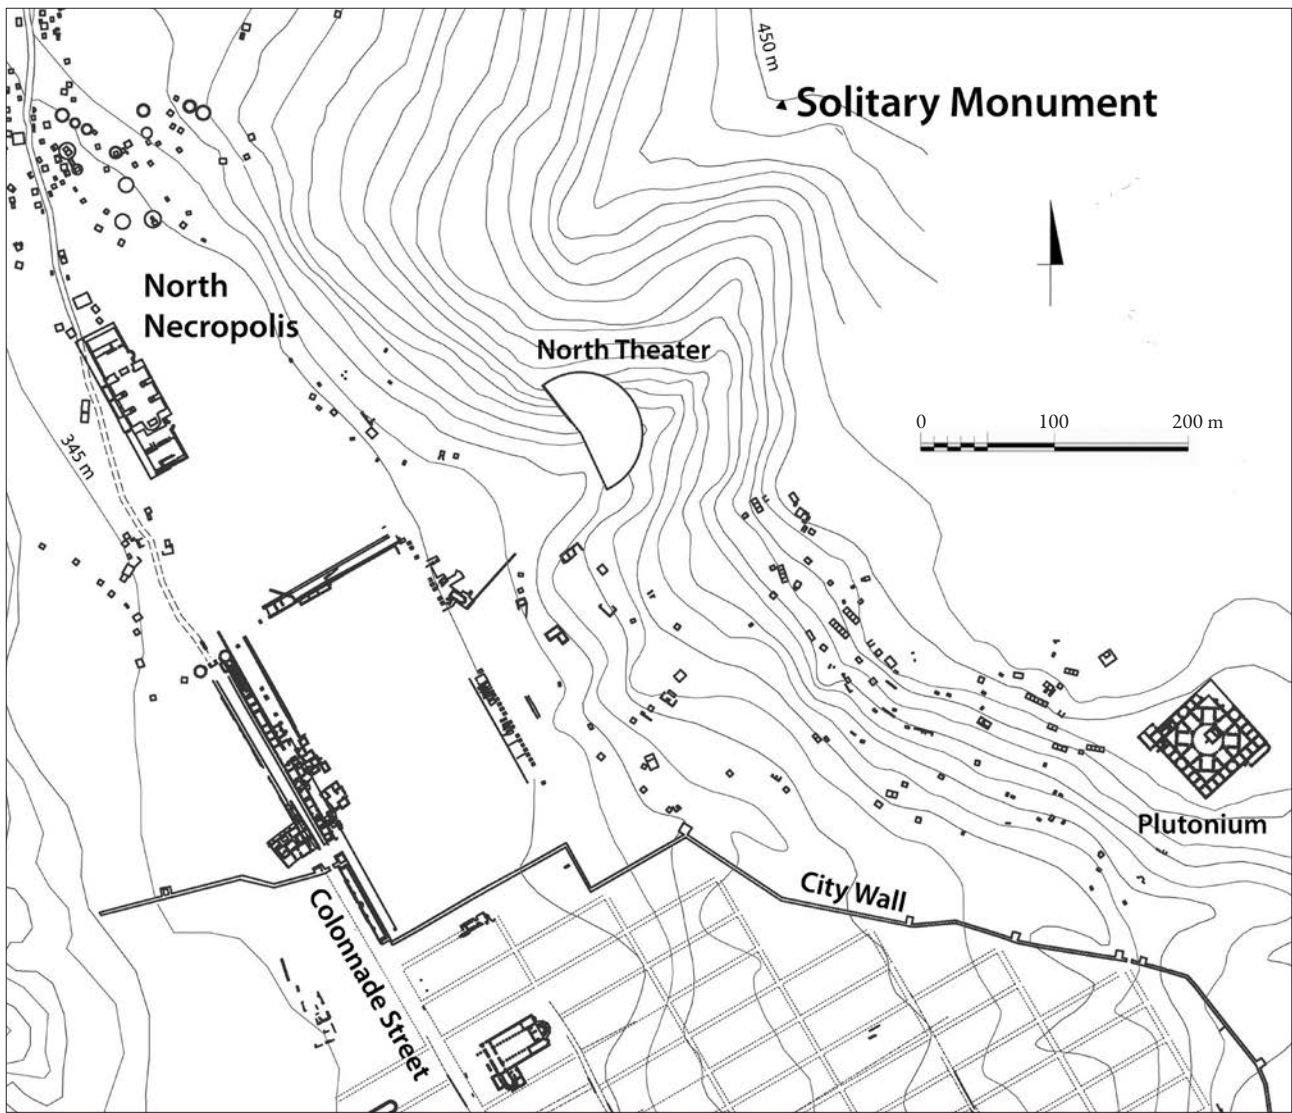 450 m
Solitary Monument
North
Necropolis
North Theater
345 m
0 100 200 m
Plutonium
City Wall
Colonnade Street